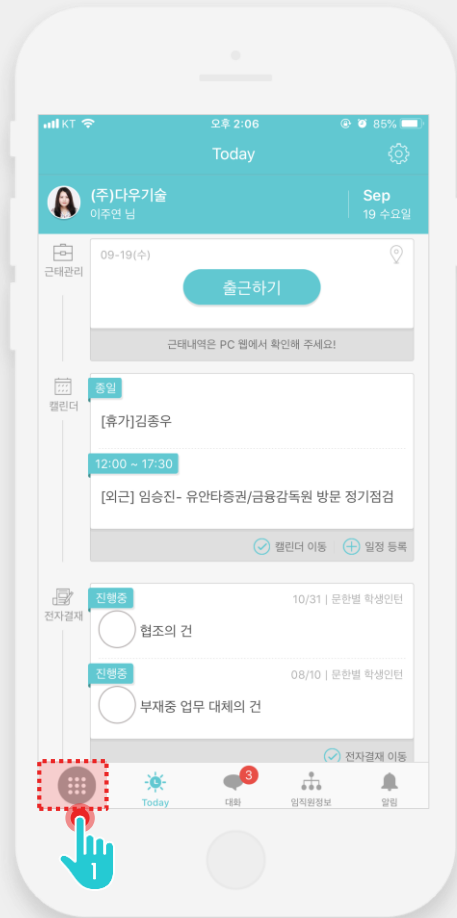 KT 오후 2:06 85%
Today
(주)다우기술
이주연 님
Sep
19 수요일
근태관리
09-19(수)
출근하기
근태내역은 PC 웹에서 확인해 주세요!
캘린더
종일
[휴가]김종우
12:00 ~ 17:30
[외근] 임승진- 유안타증권/금융감독원 방문 정기점검
캘린더 이동 일정 등록
전자결재
진행중 10/31 | 문한별 학생인턴
협조의 건
진행중 08/10 | 문한별 학생인턴
부재중 업무 대체의 건
전자결재 이동
3
Today 대화 임직원정보 알림
1